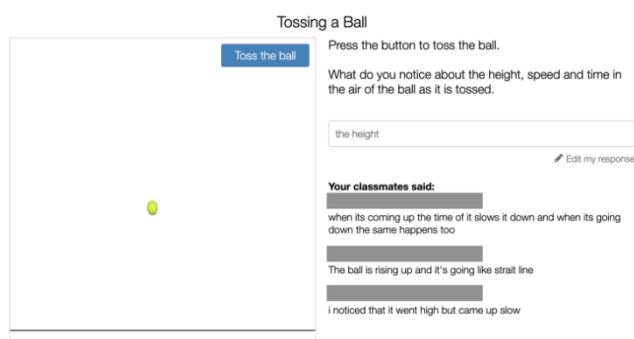 Tossing a Ball
Toss the ball
Press the button to toss the ball.
What do you notice about the height, speed and time in
the air of the ball as it is tossed.
the height
Edit my response
Your classmates said:
when its coming up the time of it slows it down and when its going
down the same happens too
The ball is rising up and it's going like strait line
i noticed that it went high but came up slow